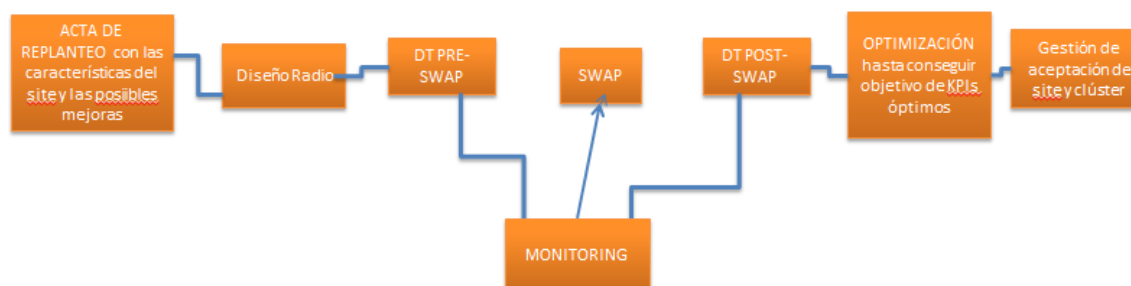 ACTA DE
REPLANTEO con las
características del
site y las posiibles
mejoras
Diseño Radio
DT PRE-
SWAP
SWAP
DT POST-
SWAP
OPTIMIZACIÓN
hasta conseguir
objetivo de KPIs
óptimos
Gestión de
aceptación de
site y clúster
MONITORING